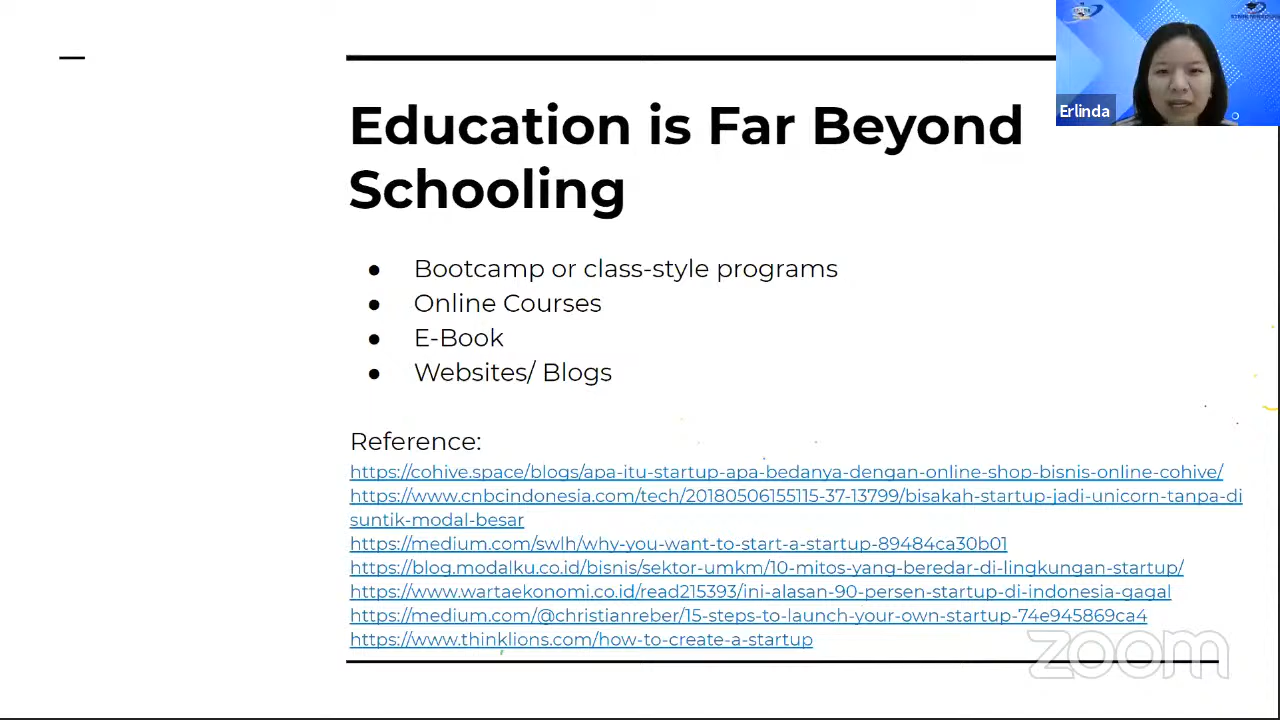 Education is Far Beyond
Schooling
● Bootcamp or class-style programs
● Online Courses
● E-Book
● Websites/ Blogs
Reference:
https://cohive.space/blogs/apa-itu-startup-apa-bedanya-dengan-online-shop-bisnis-online-cohive/
https://www.cnbcindonesia.com/tech/20180506155115-37-13799/bisakah-startup-jadi-unicorn-tanpa-di
suntik-modal-besar
https://medium.com/swlh/why-you-want-to-start-a-startup-89484ca30b01
https://blog.modalku.co.id/bisnis/sektor-umkm/10-mitos-yang-beredar-di-lingkungan-startup/
https://www.wartaekonomi.co.id/read215393/ini-alasan-90-persen-startup-di-indonesia-gagal
https://medium.com/@christianreber/15-steps-to-launch-your-own-startup-74e945869ca4
https://www.thinklions.com/how-to-create-a-startup
Erlinda
zoom